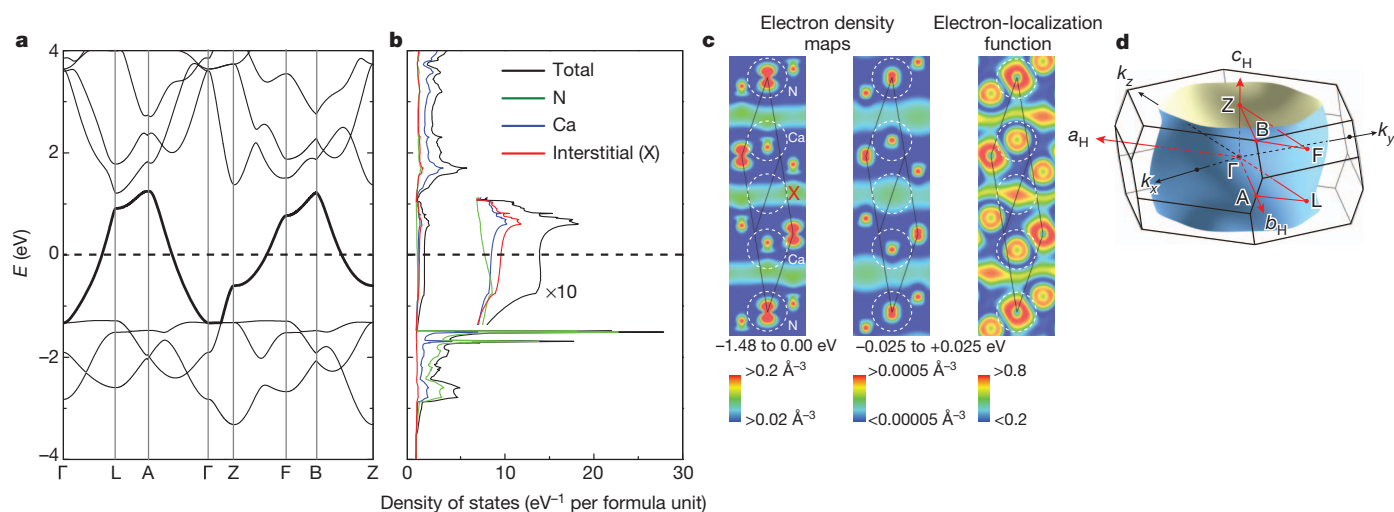 a
4
2
0
−2
−4
E (eV)
Γ
L
A
Γ
Z
F
B
Z
b
Total
N
Ca
Interstitial (X)
×10
0
10
20
30
Density of states (eV⁻¹ per formula unit)
c
Electron density
maps
Electron-localization
function
N
Ca
X
Ca
N
−1.48 to 0.00 eV
−0.025 to +0.025 eV
>0.2 Å⁻³
>0.02 Å⁻³
>0.0005 Å⁻³
<0.00005 Å⁻³
>0.8
<0.2
d
c_H
k_z
Z
B
k_y
a_H
F
Γ
k_x
A
L
b_H